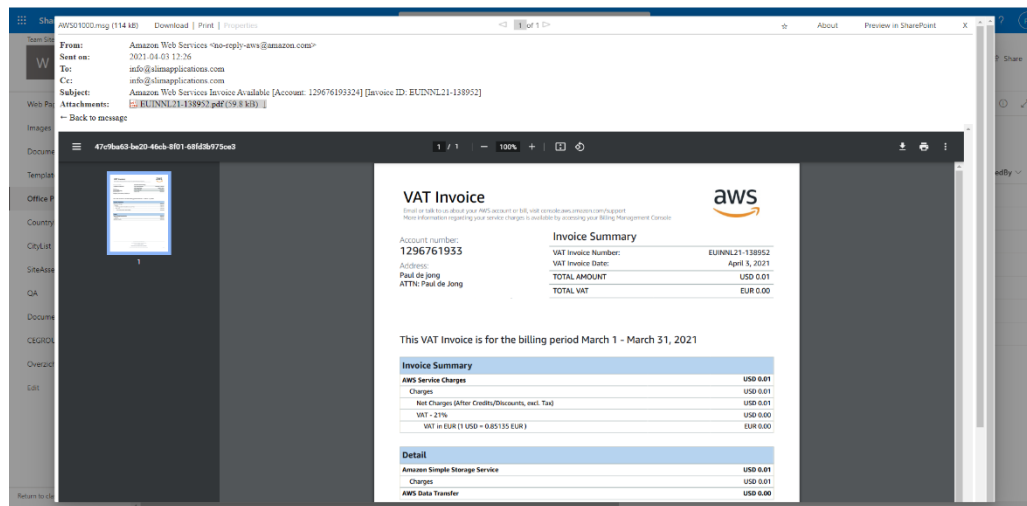 Sha
AWS01000.msg (114 kB) Download | Print | Properties
1 of 1
About Preview in SharePoint X
?
Team Site
W
Share
From: Amazon Web Services <no-reply-aws@amazon.com>
Sent on: 2021-04-03 12:26
To: info@slimapplications.com
Cc: info@slimapplications.com
Subject: Amazon Web Services Invoice Available [Account: 129676193324] [Invoice ID: EUINNL21-138952]
Attachments: EUINNL21-138952.pdf (59.8 kB)
← Back to message
Web Pag
Images
Docume
Templat
Office P
Country
CityList
SiteAsse
QA
Docume
CEGROU
Overzich
Edit
Return to cla
edBy
47c9ba63-be20-46cb-8f01-68fd3b975ce3
1 / 1 — 100% +
1
VAT Invoice
aws
Email or talk to us about your AWS account or bill, visit console.aws.amazon.com/support
More information regarding your service charges is available by accessing your Billing Management Console
Account number:
1296761933
Address:
Paul de jong
ATTN: Paul de Jong
Invoice Summary
VAT Invoice Number: EUINNL21-138952
VAT Invoice Date: April 3, 2021
TOTAL AMOUNT USD 0.01
TOTAL VAT EUR 0.00
This VAT Invoice is for the billing period March 1 - March 31, 2021
Invoice Summary
AWS Service Charges USD 0.01
Charges USD 0.01
Net Charges (After Credits/Discounts, excl. Tax) USD 0.01
VAT - 21% USD 0.00
VAT in EUR (1 USD = 0.85135 EUR) EUR 0.00
Detail
Amazon Simple Storage Service USD 0.01
Charges USD 0.01
AWS Data Transfer USD 0.00